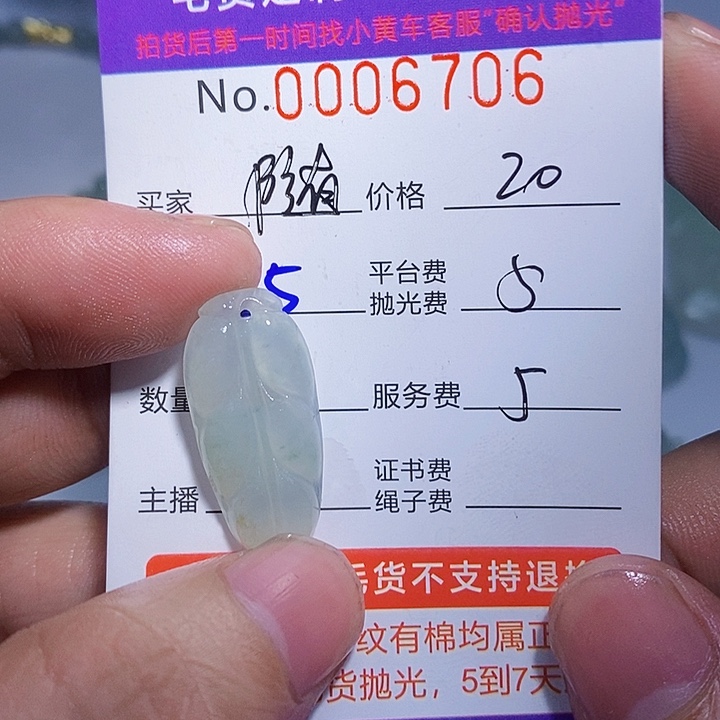 拍货后第一时间找小黄车客服“确认抛光”
No.0006706
买家 价格 20
5 平台费
抛光费 5
数量 服务费 5
证书费
主播 绳子费
毛货不支持退换
纹有棉均属正
货抛光，5到7天